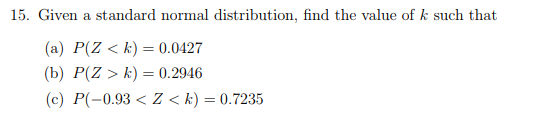 15. Given a standard normal distribution, find the value of k such that
(a) P(Z < k) = 0.0427
(b) P(Z > k) = 0.2946
(c) P(−0.93 < Z < k) = 0.7235